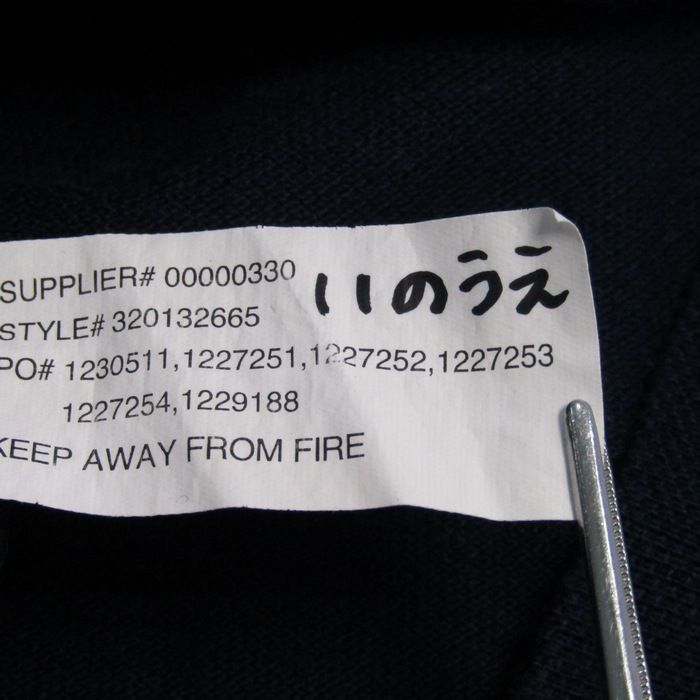 SUPPLIER# 00000330
いのうえ
STYLE# 320132665
PO# 1230511,1227251,1227252,1227253
1227254,1229188
KEEP AWAY FROM FIRE